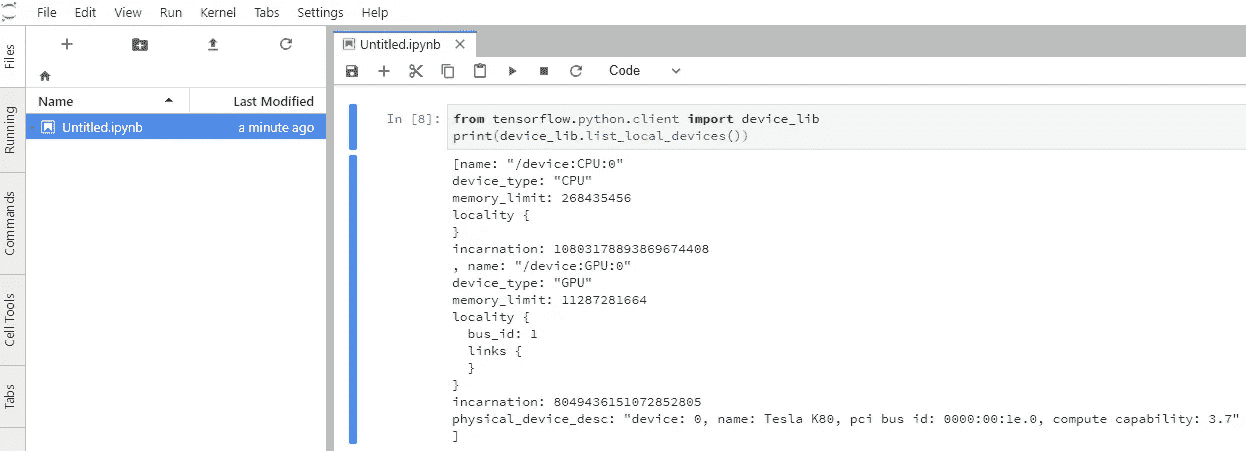 File Edit View Run Kernel Tabs Settings Help
Files
Running
Commands
Cell Tools
Tabs
Name Last Modified
Untitled.ipynb a minute ago
Untitled.ipynb
Code
In [8]: from tensorflow.python.client import device_lib
print(device_lib.list_local_devices())
[name: "/device:CPU:0"
device_type: "CPU"
memory_limit: 268435456
locality {
}
incarnation: 10803178893869674408
, name: "/device:GPU:0"
device_type: "GPU"
memory_limit: 11287281664
locality {
  bus_id: 1
  links {
  }
}
incarnation: 8049436151072852805
physical_device_desc: "device: 0, name: Tesla K80, pci bus id: 0000:00:1e.0, compute capability: 3.7"
]